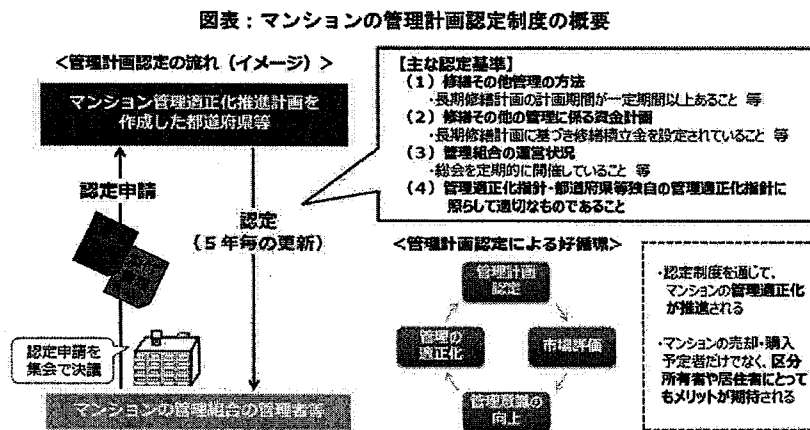 図表:マンションの管理計画認定制度の概要
<管理計画認定の流れ(イメージ)>
マンション管理適正化推進計画を
作成した都道府県等
認定申請
認定
(5年毎の更新)
認定申請を
集会で決議
マンションの管理組合の管理者等
【主な認定基準】
(1)修繕その他管理の方法
・長期修繕計画の計画期間が一定期間以上あること 等
(2)修繕その他の管理に係る資金計画
・長期修繕計画に基づき修繕積立金を設定されていること 等
(3)管理組合の運営状況
・総会を定期的に開催していること 等
(4)管理適正化指針・都道府県等独自の管理適正化指針に
照らして適切なものであること
<管理計画認定による好循環>
管理計画
認定
市場評価
管理意識の
向上
管理の
適正化
・認定制度を通じて、
マンションの管理適正化
が推進される
・マンションの売却・購入
予定者だけでなく、区分
所有者や居住者にとって
もメリットが期待される